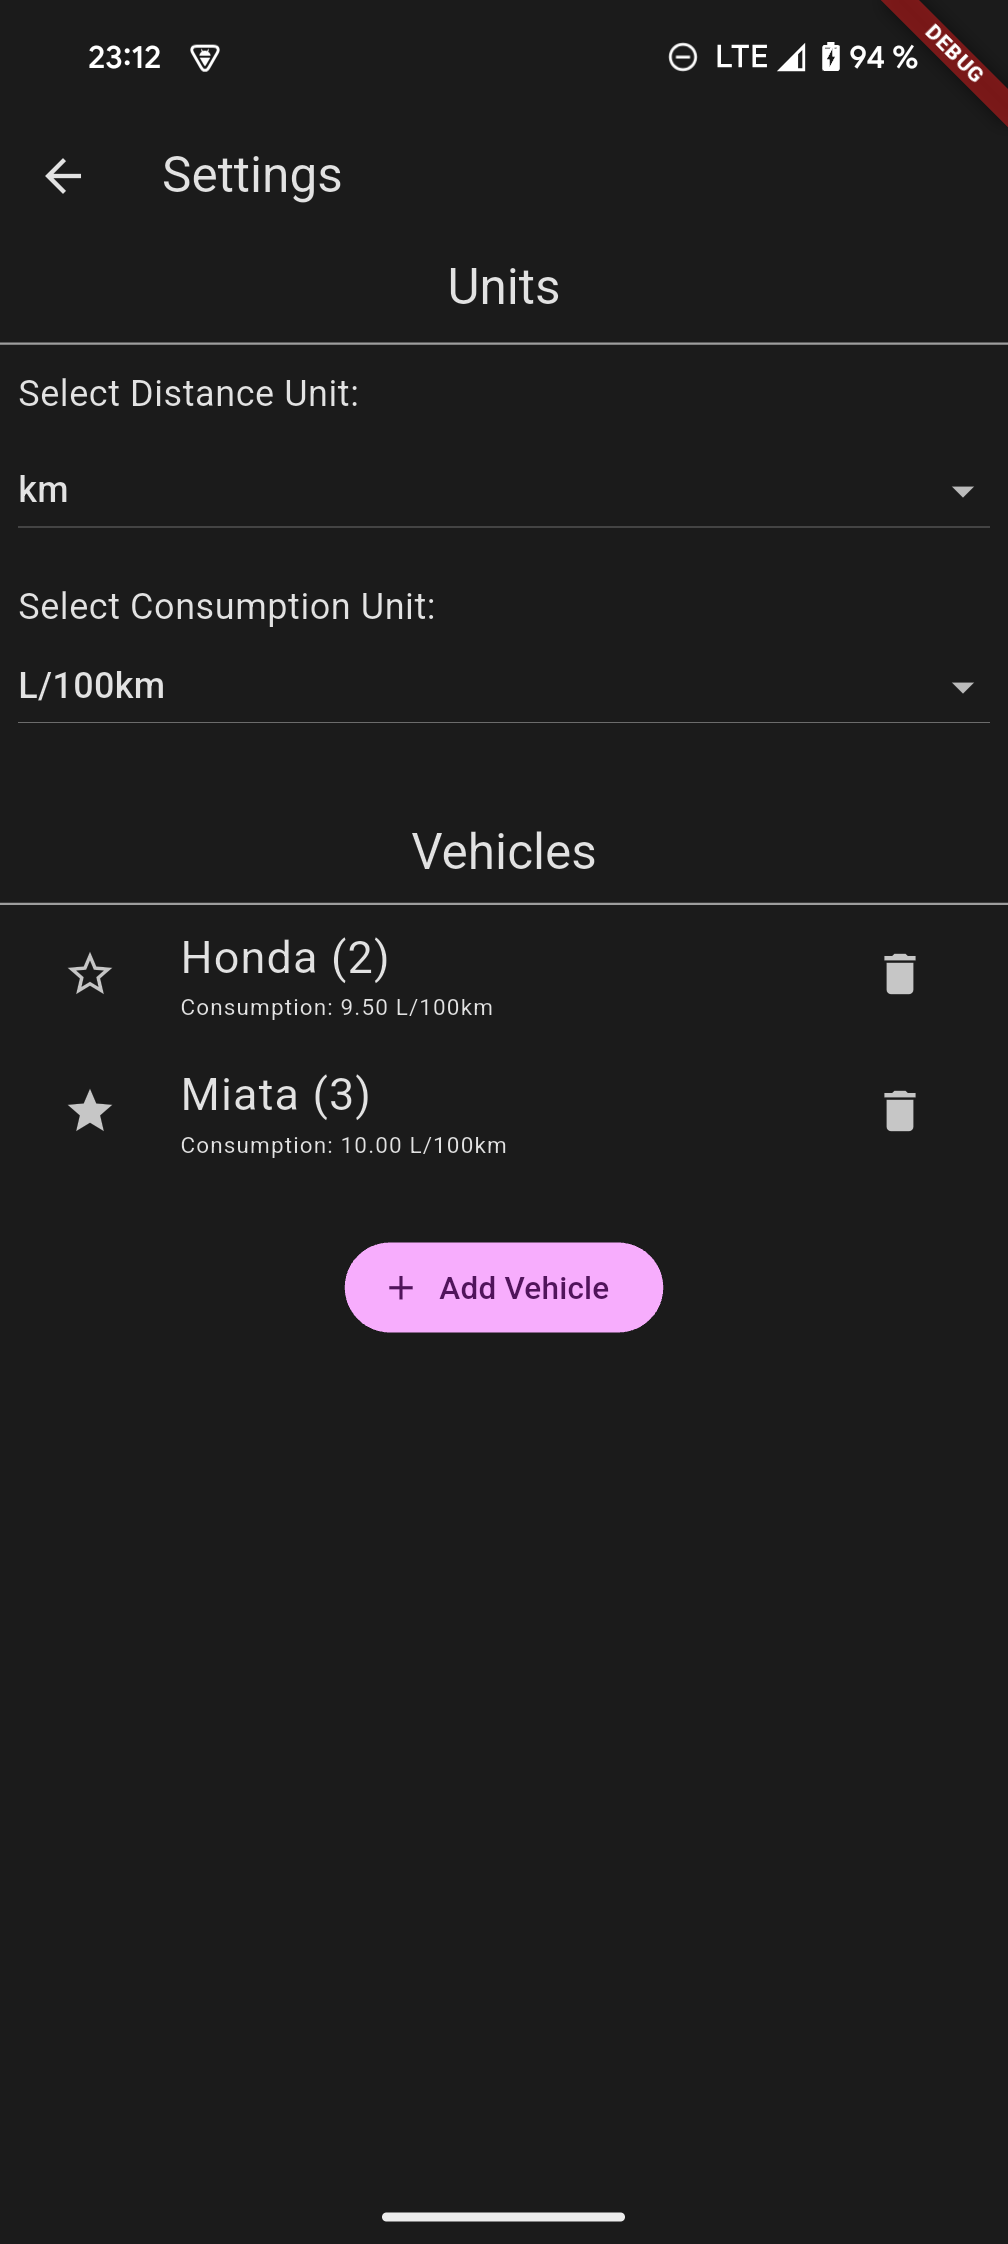 23:12 LTE 94 %
DEBUG
Settings
Units
Select Distance Unit:
km
Select Consumption Unit:
L/100km
Vehicles
Honda (2)
Consumption: 9.50 L/100km
Miata (3)
Consumption: 10.00 L/100km
Add Vehicle